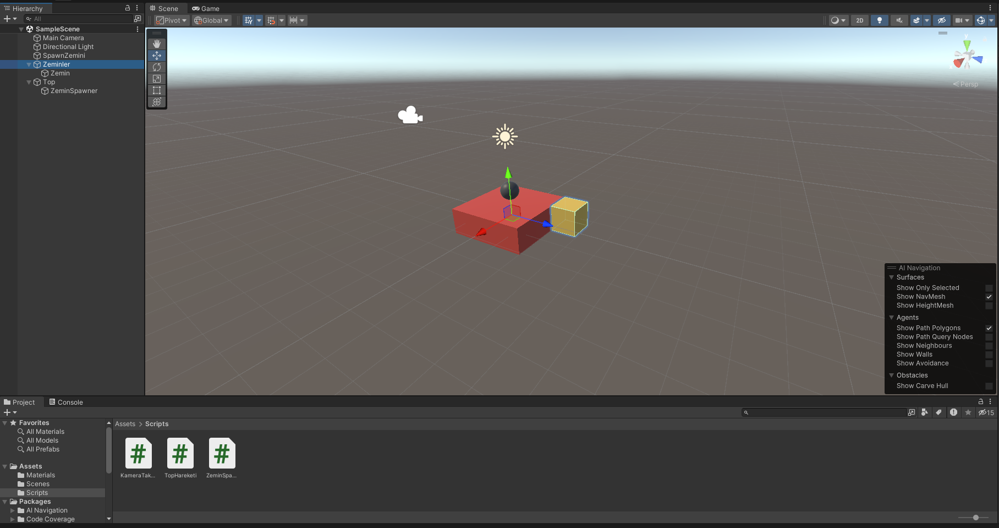 Hierarchy
All
SampleScene
Main Camera
Directional Light
SpawnZemini
Zeminler
Zemin
Top
ZeminSpawner
Scene
Game
Pivot
Global
2D
y
x
Persp
AI Navigation
Surfaces
Show Only Selected
Show NavMesh
Show HeightMesh
Agents
Show Path Polygons
Show Path Query Nodes
Show Neighbours
Show Walls
Show Avoidance
Obstacles
Show Carve Hull
Project
Console
15
Favorites
All Materials
All Models
All Prefabs
Assets
Materials
Scenes
Scripts
Packages
AI Navigation
Code Coverage
Assets > Scripts
KameraTak...
TopHareketi
ZeminSpa...